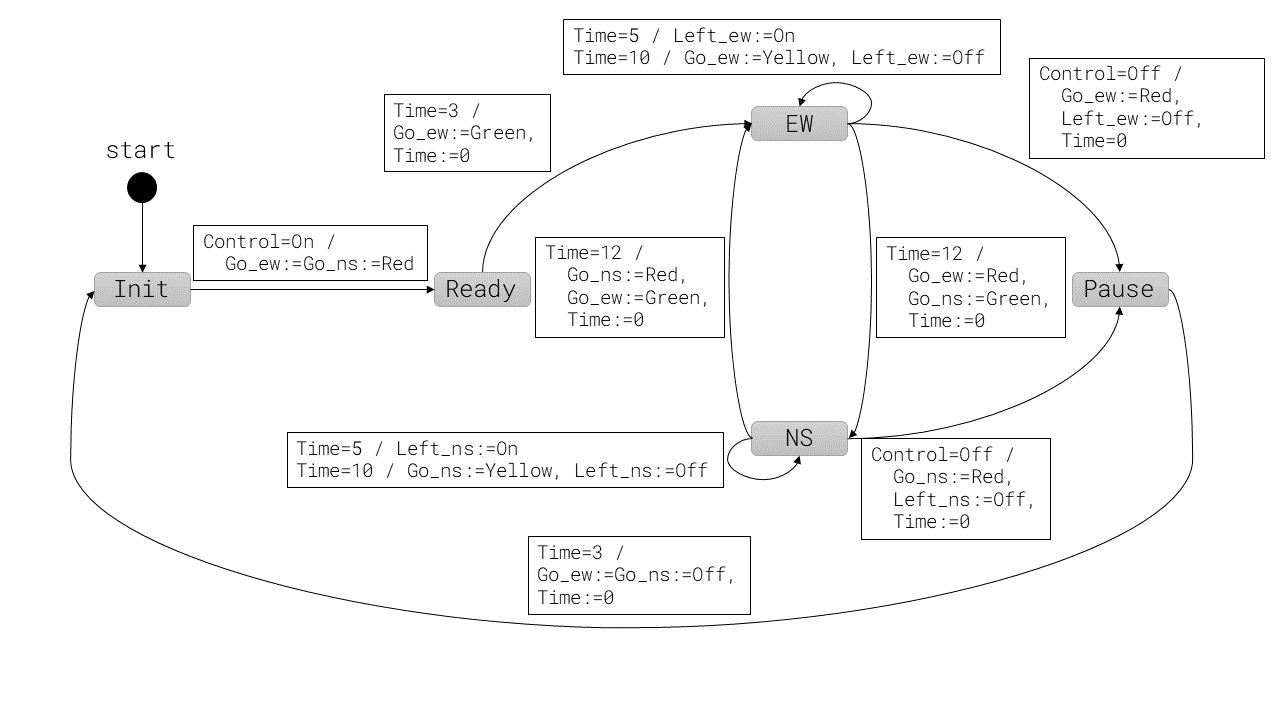 Time=5 / Left_ew:=On
Time=10 / Go_ew:=Yellow, Left_ew:=Off
Control=Off /
Go_ew:=Red,
Left_ew:=Off,
Time=0
Time=3 /
Go_ew:=Green,
Time:=0
EW
start
Control=On /
Go_ew:=Go_ns:=Red
Init
Ready
Time=12 /
Go_ns:=Red,
Go_ew:=Green,
Time:=0
Time=12 /
Go_ew:=Red,
Go_ns:=Green,
Time:=0
Pause
Time=5 / Left_ns:=On
Time=10 / Go_ns:=Yellow, Left_ns:=Off
NS
Control=Off /
Go_ns:=Red,
Left_ns:=Off,
Time:=0
Time=3 /
Go_ew:=Go_ns:=Off,
Time:=0